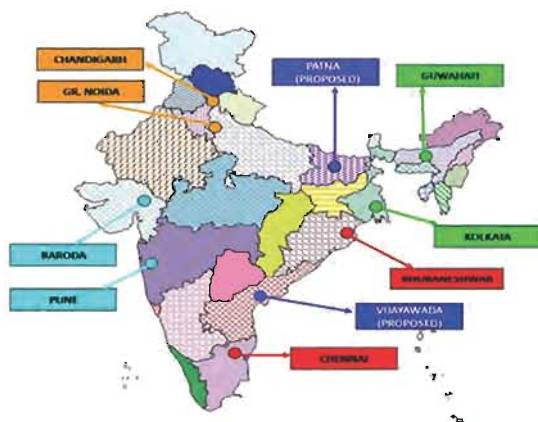 CHANDIGARH
PATNA
(PROPOSED)
GUWAHATI
GR. NOIDA
KOLKATA
BARODA
BHUBANESHWAR
PUNE
VIJAYAWADA
(PROPOSED)
CHENNAI